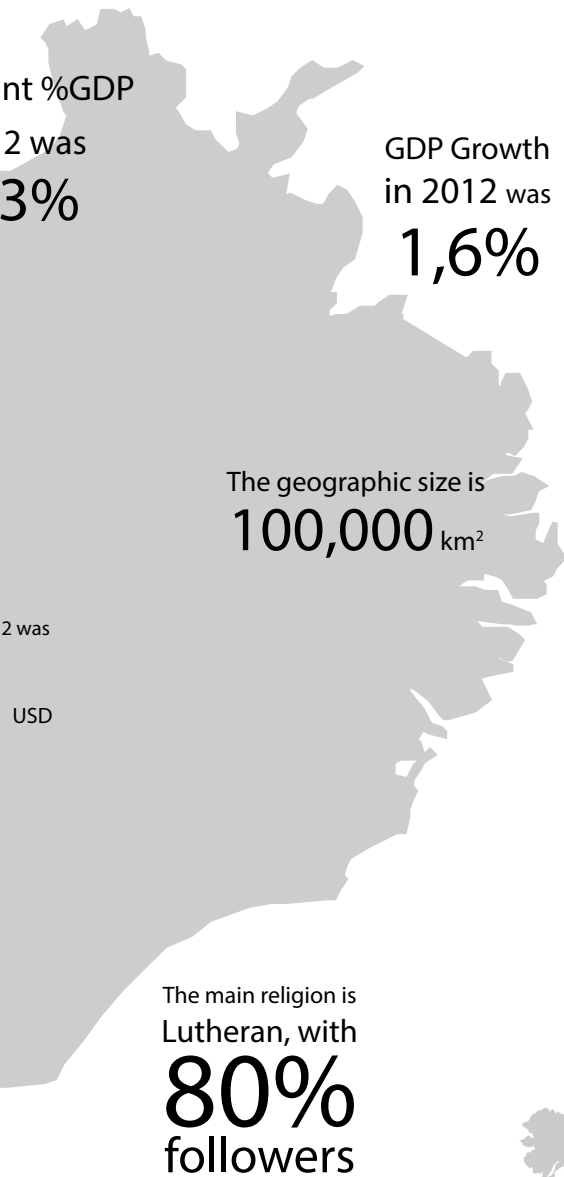 nt %GDP
2 was
3%
GDP Growth
in 2012 was
1,6%
The geographic size is
100,000 km²
2 was
USD
The main religion is
Lutheran, with
80%
followers